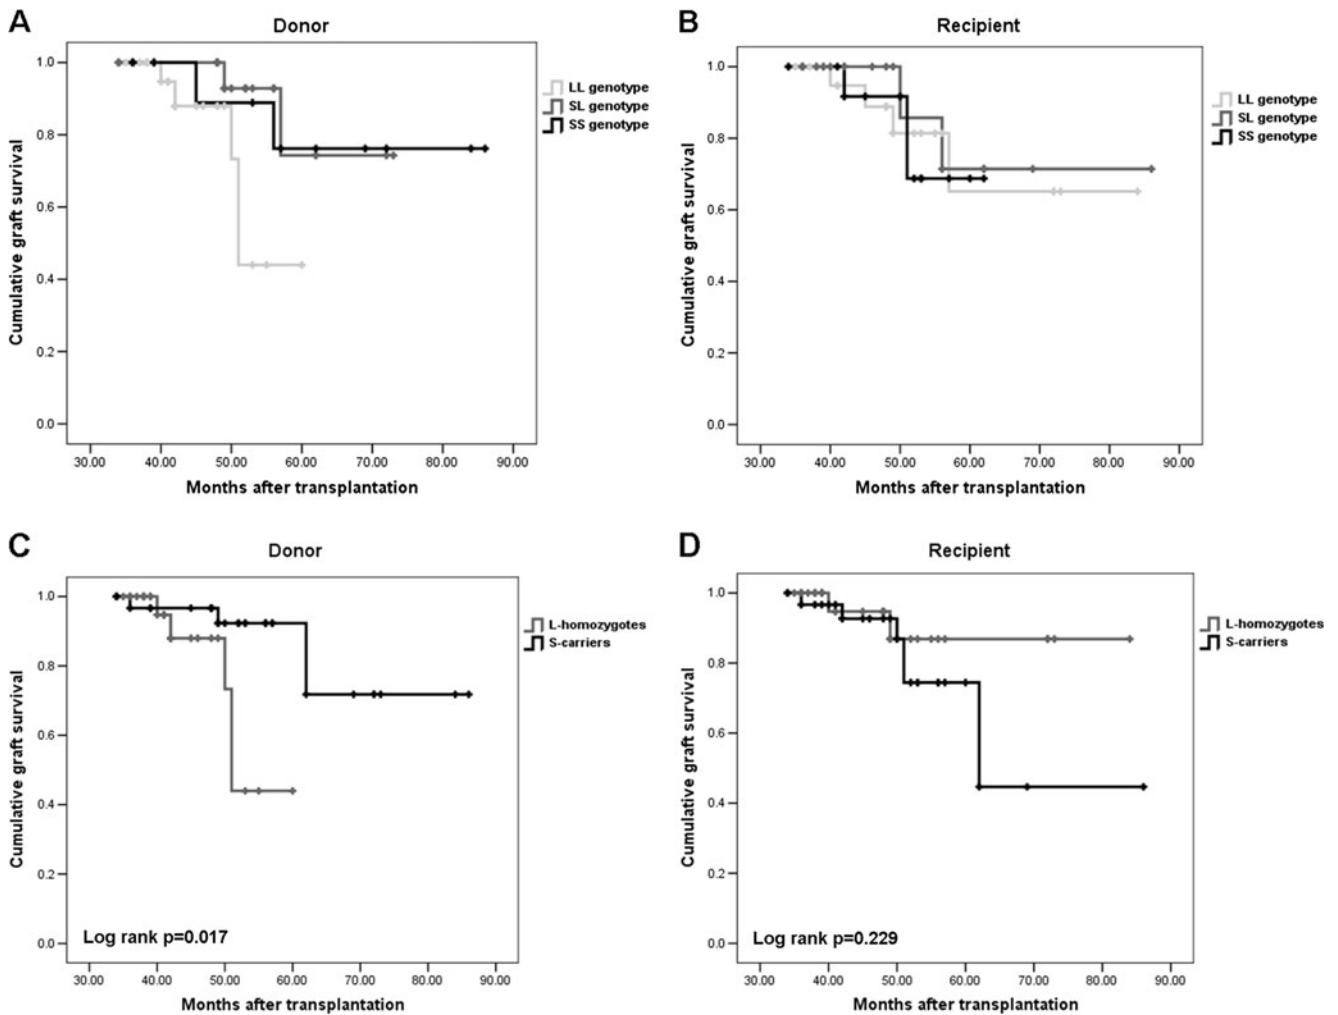 A
Donor
Cumulative graft survival
1.0
0.8
0.6
0.4
0.2
0.0
30.00 40.00 50.00 60.00 70.00 80.00 90.00
Months after transplantation
LL genotype
SL genotype
SS genotype
B
Recipient
Cumulative graft survival
1.0
0.8
0.6
0.4
0.2
0.0
30.00 40.00 50.00 60.00 70.00 80.00 90.00
Months after transplantation
LL genotype
SL genotype
SS genotype
C
Donor
Cumulative graft survival
1.0
0.8
0.6
0.4
0.2
0.0
Log rank p=0.017
30.00 40.00 50.00 60.00 70.00 80.00 90.00
Months after transplantation
L-homozygotes
S-carriers
D
Recipient
Cumulative graft survival
1.0
0.8
0.6
0.4
0.2
0.0
Log rank p=0.229
30.00 40.00 50.00 60.00 70.00 80.00 90.00
Months after transplantation
L-homozygotes
S-carriers